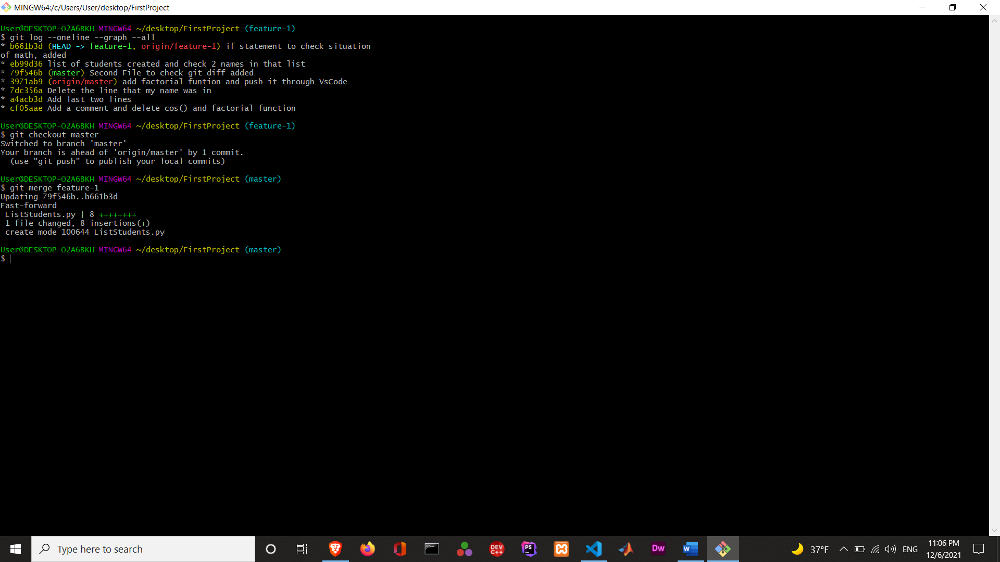 MINGW64:/c/Users/User/desktop/FirstProject
User@DESKTOP-O2A6BKH MINGW64 ~/desktop/FirstProject (feature-1)
$ git log --oneline --graph --all
* b661b3d (HEAD -> feature-1, origin/feature-1) if statement to check situation
of math, added
* eb99d36 list of students created and check 2 names in that list
* 79f546b (master) Second File to check git diff added
* 3971ab9 (origin/master) add factorial funtion and push it through VsCode
* 7dc356a Delete the line that my name was in
* a4acb3d Add last two lines
* cf05aae Add a comment and delete cos() and factorial function
User@DESKTOP-O2A6BKH MINGW64 ~/desktop/FirstProject (feature-1)
$ git checkout master
Switched to branch 'master'
Your branch is ahead of 'origin/master' by 1 commit.
  (use "git push" to publish your local commits)
User@DESKTOP-O2A6BKH MINGW64 ~/desktop/FirstProject (master)
$ git merge feature-1
Updating 79f546b..b661b3d
Fast-forward
 ListStudents.py | 8 ++++++++
 1 file changed, 8 insertions(+)
 create mode 100644 ListStudents.py
User@DESKTOP-O2A6BKH MINGW64 ~/desktop/FirstProject (master)
$
Type here to search
DEV C++
PS
Dw
W
37°F
ENG
11:06 PM
12/6/2021